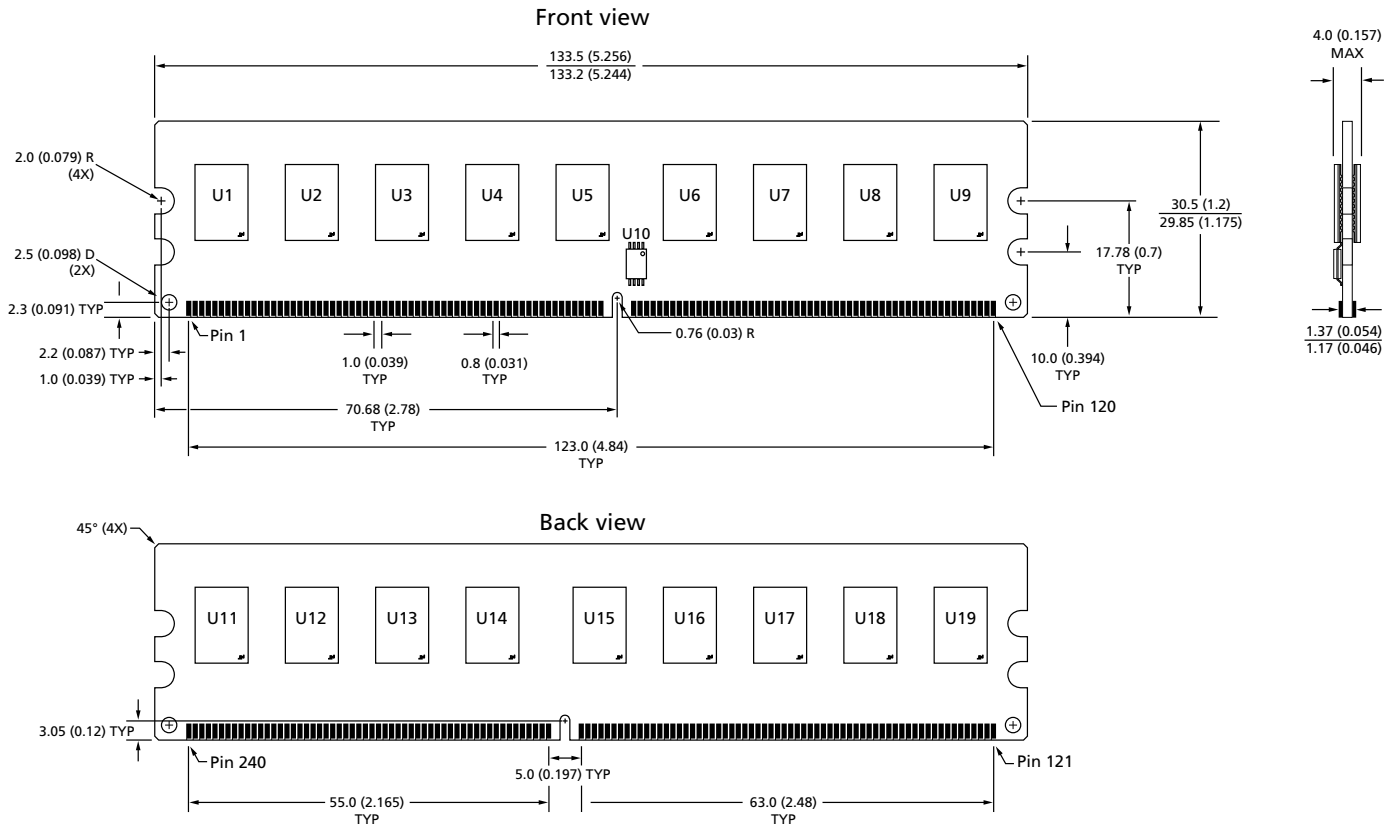 Front view
133.5 (5.256)
133.2 (5.244)
4.0 (0.157)
MAX
2.0 (0.079) R
(4X)
U1
U2
U3
U4
U5
U6
U7
U8
U9
U10
30.5 (1.2)
29.85 (1.175)
17.78 (0.7)
TYP
2.5 (0.098) D
(2X)
2.3 (0.091) TYP
Pin 1
0.76 (0.03) R
2.2 (0.087) TYP
1.0 (0.039)
TYP
0.8 (0.031)
TYP
10.0 (0.394)
TYP
1.37 (0.054)
1.17 (0.046)
1.0 (0.039) TYP
70.68 (2.78)
TYP
Pin 120
123.0 (4.84)
TYP
Back view
45° (4X)
U11
U12
U13
U14
U15
U16
U17
U18
U19
3.05 (0.12) TYP
Pin 240
Pin 121
5.0 (0.197) TYP
55.0 (2.165)
TYP
63.0 (2.48)
TYP